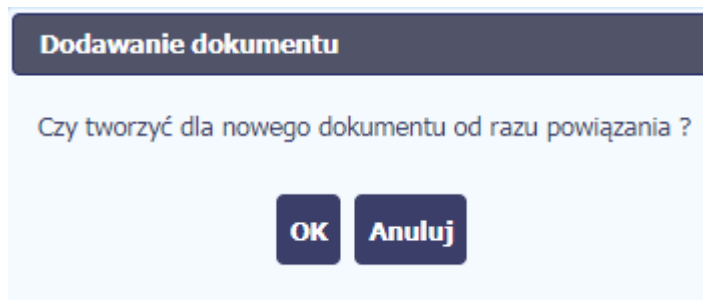 Dodawanie dokumentu
Czy tworzyć dla nowego dokumentu od razu powiązania ?
OK Anuluj